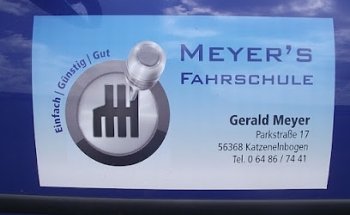 Einfach / Günstig / Gut
MEYER'S
FAHRSCHULE
Gerald Meyer
Parkstraße 17
56368 Katzenelnbogen
Tel. 0 64 86 / 74 41